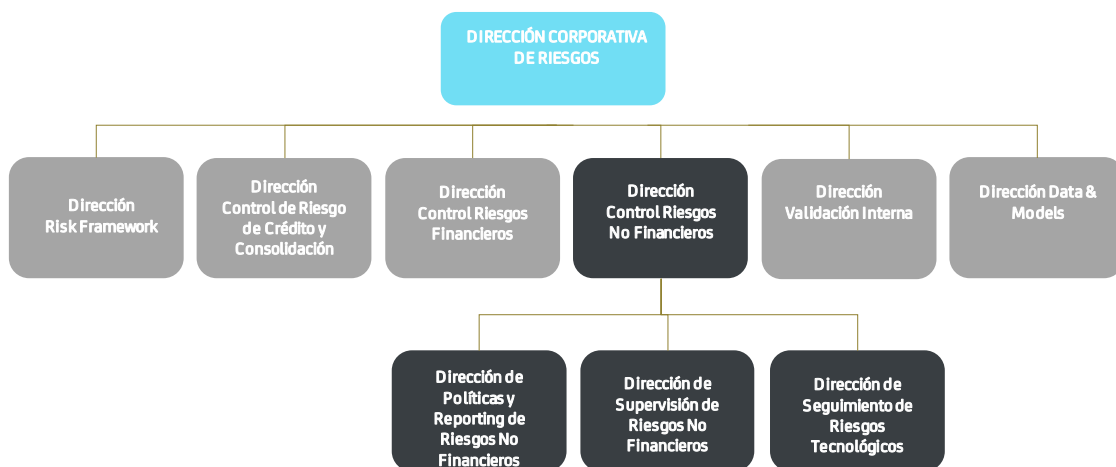 DIRECCIÓN CORPORATIVA
DE RIESGOS
Dirección
Risk Framework
Dirección
Control de Riesgo
de Crédito y
Consolidación
Dirección
Control Riesgos
Financieros
Dirección
Control Riesgos
No Financieros
Dirección
Validación Interna
Dirección Data &
Models
Dirección de
Políticas y
Reporting de
Riesgos No
Financieros
Dirección de
Supervisión de
Riesgos No
Financieros
Dirección de
Seguimiento de
Riesgos
Tecnológicos